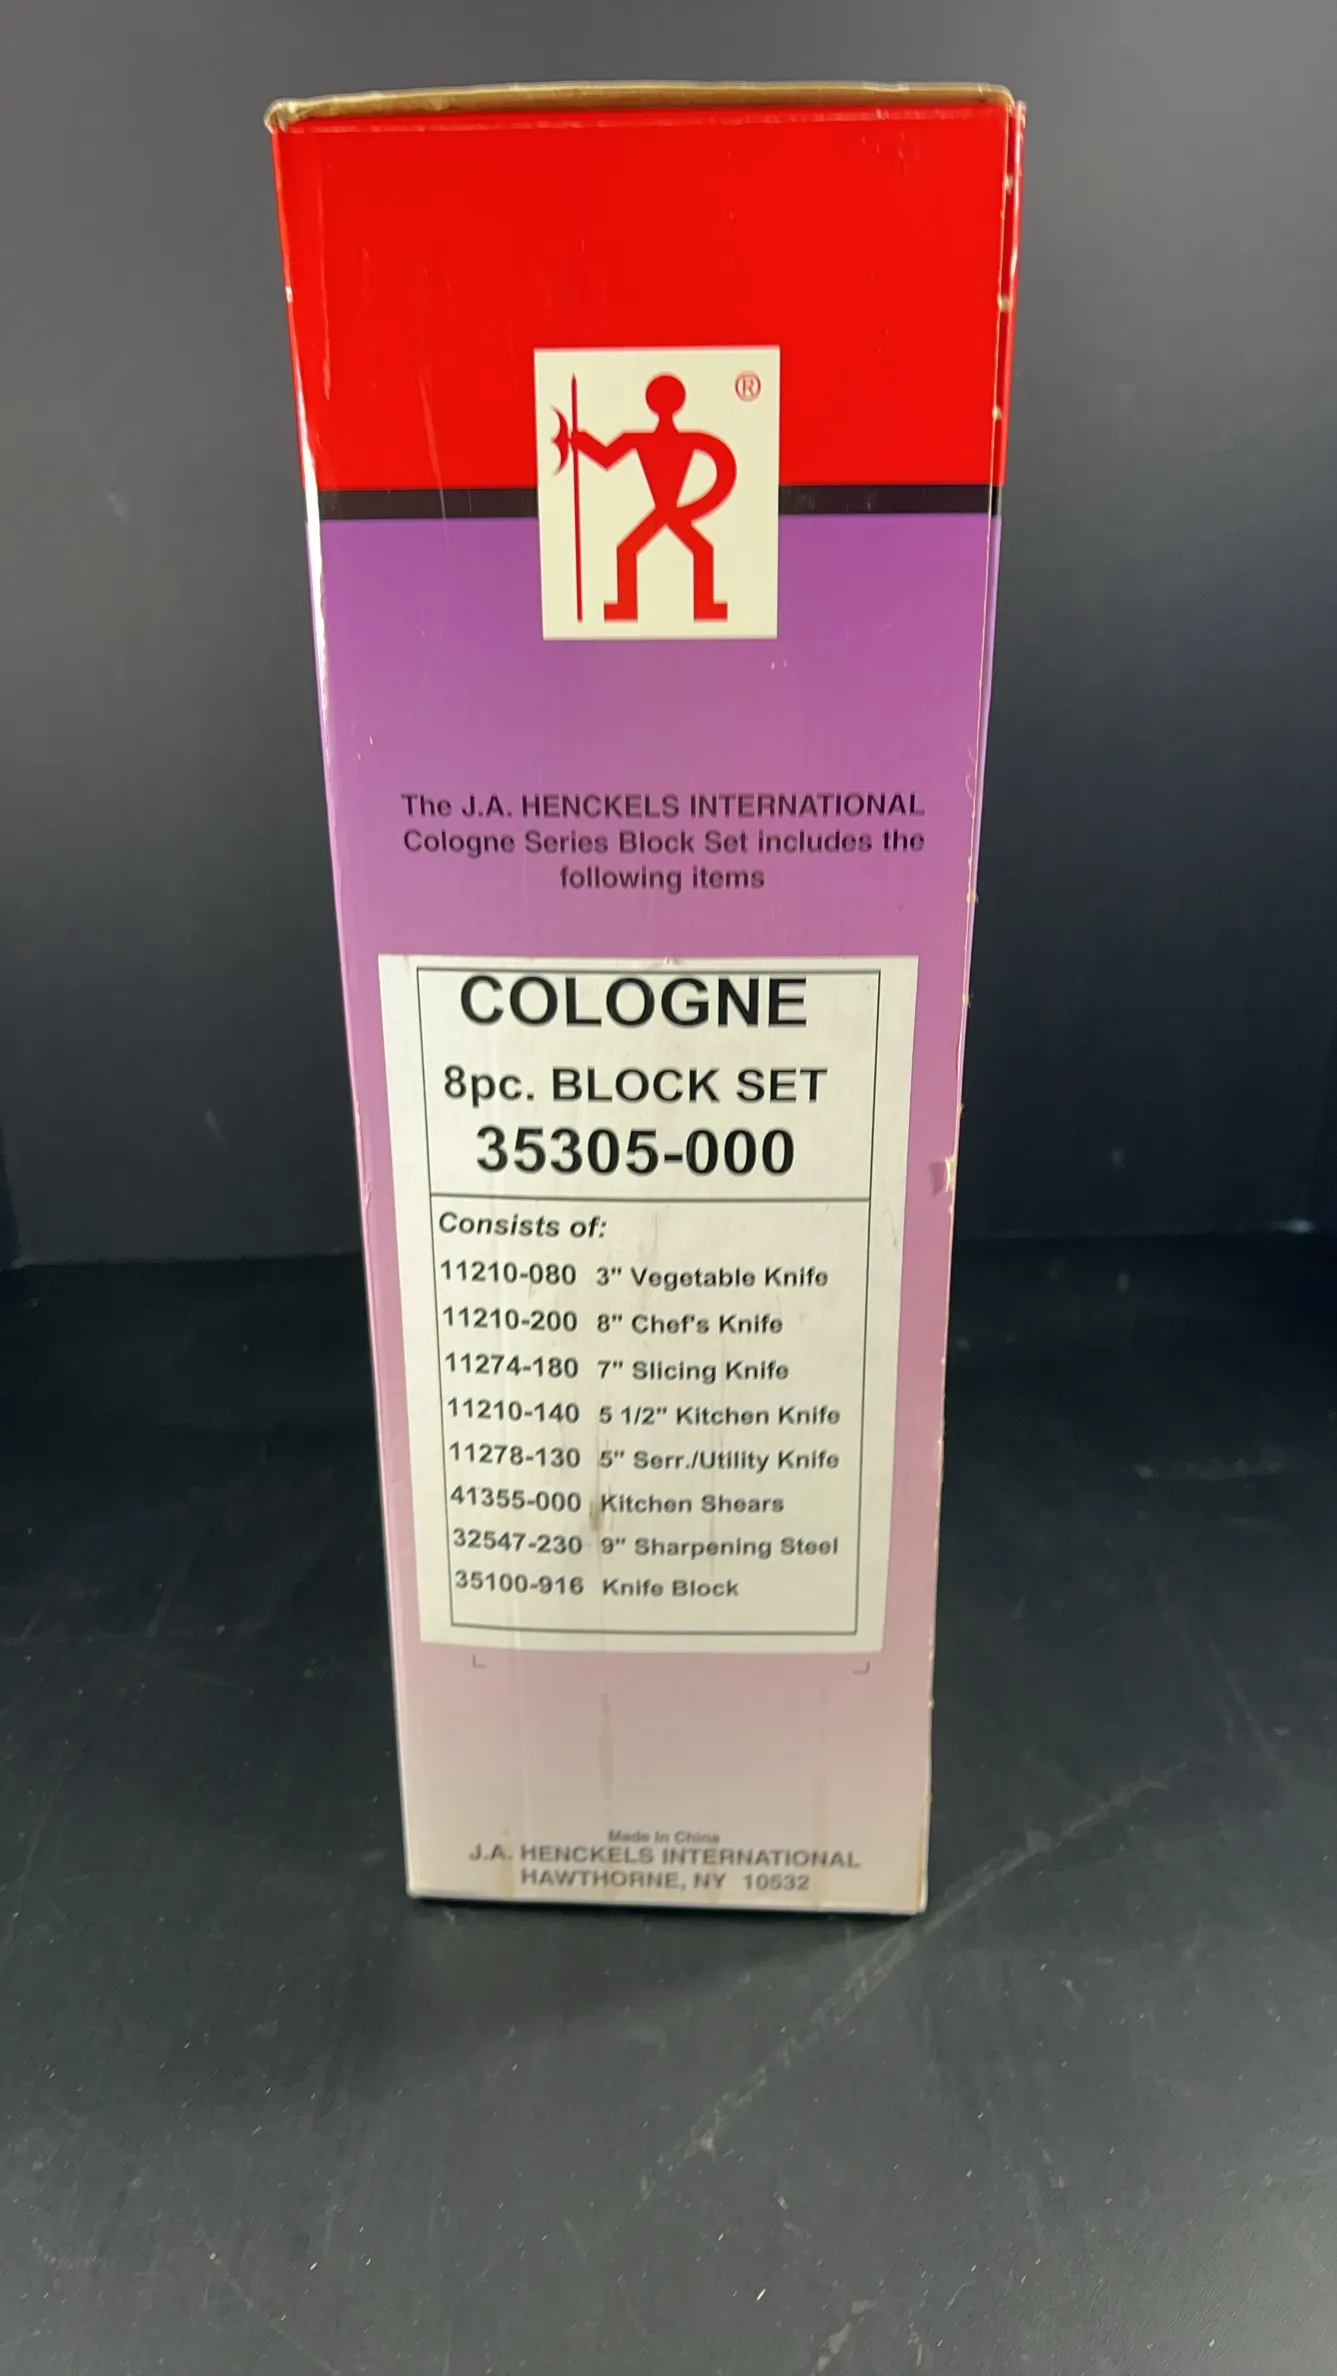 ®
The J.A. HENCKELS INTERNATIONAL
Cologne Series Block Set includes the
following items
COLOGNE
8pc. BLOCK SET
35305-000
Consists of:
11210-080 3" Vegetable Knife
11210-200 8" Chef's Knife
11274-180 7" Slicing Knife
11210-140 5 1/2" Kitchen Knife
11278-130 5" Serr./Utility Knife
41355-000 Kitchen Shears
32547-230 9" Sharpening Steel
35100-916 Knife Block
Made In China
J.A. HENCKELS INTERNATIONAL
HAWTHORNE, NY 10532